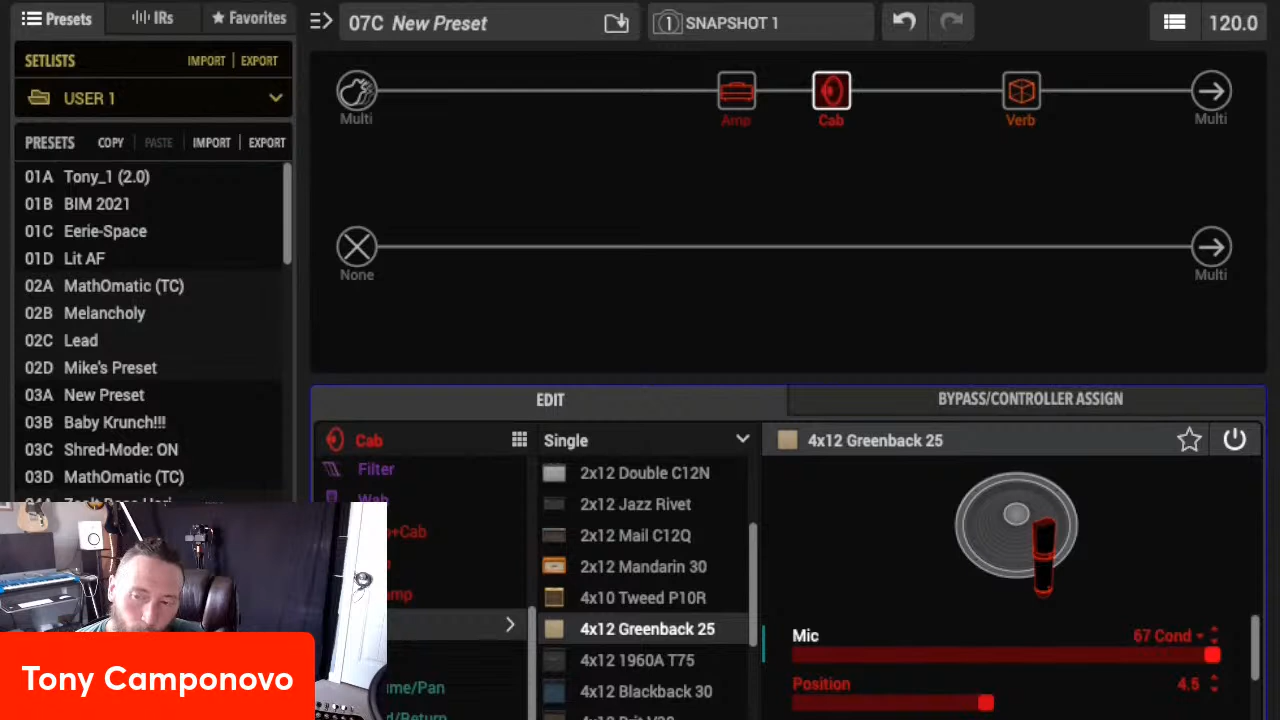 Presets IRs Favorites
07C New Preset 1 SNAPSHOT 1 120.0
SETLISTS IMPORT EXPORT
USER 1
PRESETS COPY PASTE IMPORT EXPORT
01A Tony_1 (2.0)
01B BIM 2021
01C Eerie-Space
01D Lit AF
02A MathOmatic (TC)
02B Melancholy
02C Lead
02D Mike's Preset
03A New Preset
03B Baby Krunch!!!
03C Shred-Mode: ON
03D MathOmatic (TC)
Multi Amp Cab Verb Multi
None Multi
EDIT BYPASS/CONTROLLER ASSIGN
Cab
Filter
Wah
+Cab
Single
2x12 Double C12N
2x12 Jazz Rivet
2x12 Mail C12Q
2x12 Mandarin 30
4x10 Tweed P10R
4x12 Greenback 25
4x12 1960A T75
4x12 Blackback 30
4x12 Greenback 25
Mic 67 Cond
Position 4.5
Tony Camponovo